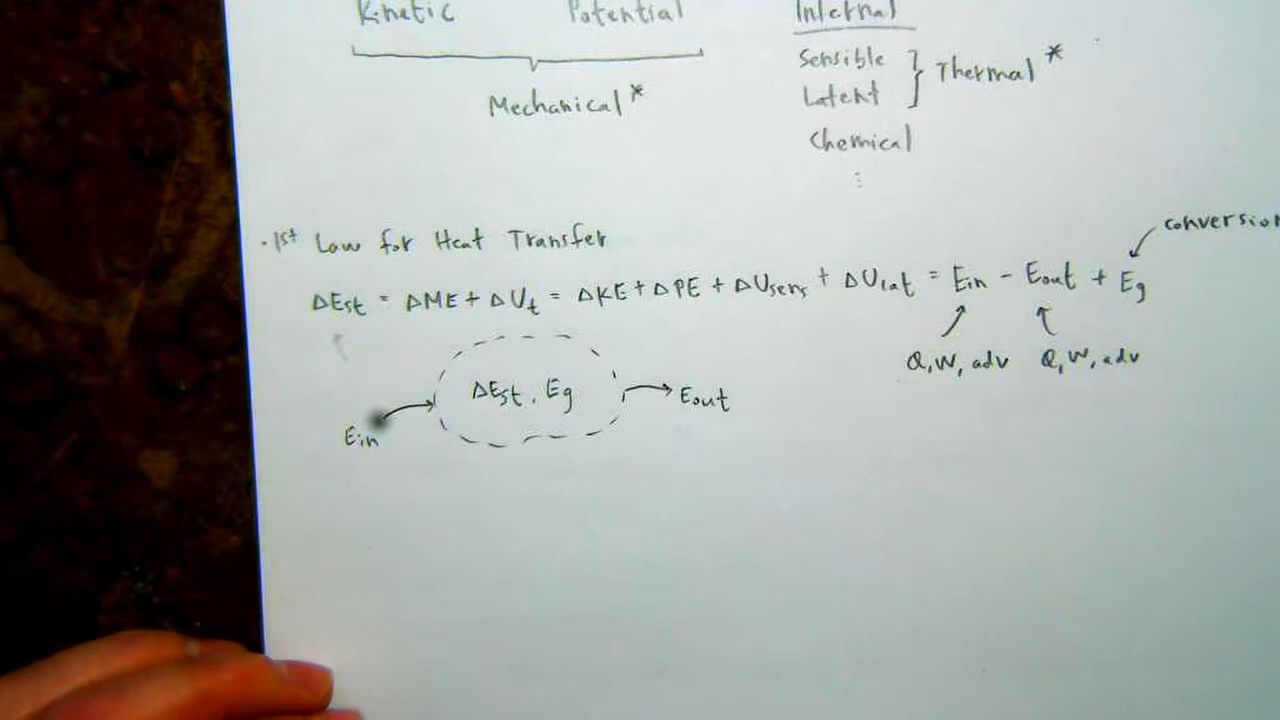 Kinetic Potential Internal
Sensible
Latent } Thermal*
Mechanical*
Chemical
⋮
· 1st Law for Heat Transfer
conversion
ΔEst = ΔME + ΔUt = ΔKE + ΔPE + ΔUsens + ΔUlat = Ein - Eout + Eg
Q, W, adv Q, W, adv
ΔEst, Eg
Eout
Ein